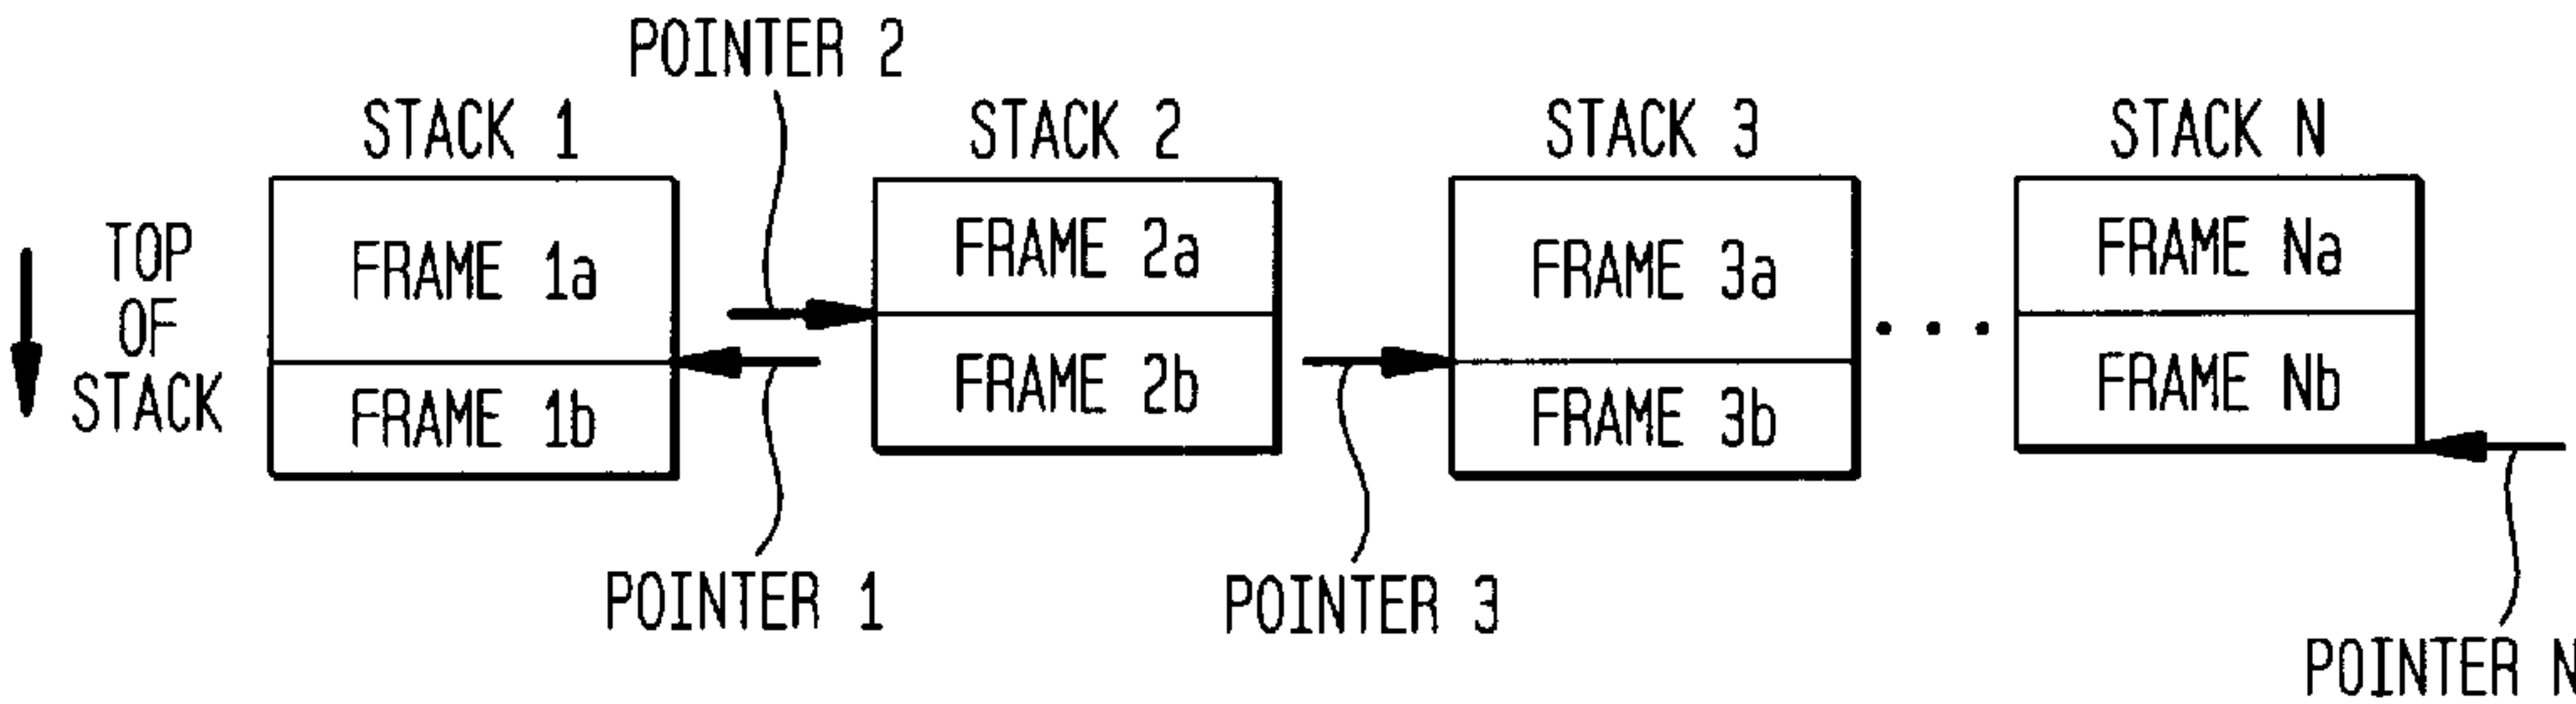 POINTER 2
STACK 1
STACK 2
STACK 3
STACK N
TOP
OF
STACK
FRAME 1a
FRAME 1b
FRAME 2a
FRAME 2b
FRAME 3a
FRAME 3b
. . .
FRAME Na
FRAME Nb
POINTER 1
POINTER 3
POINTER N